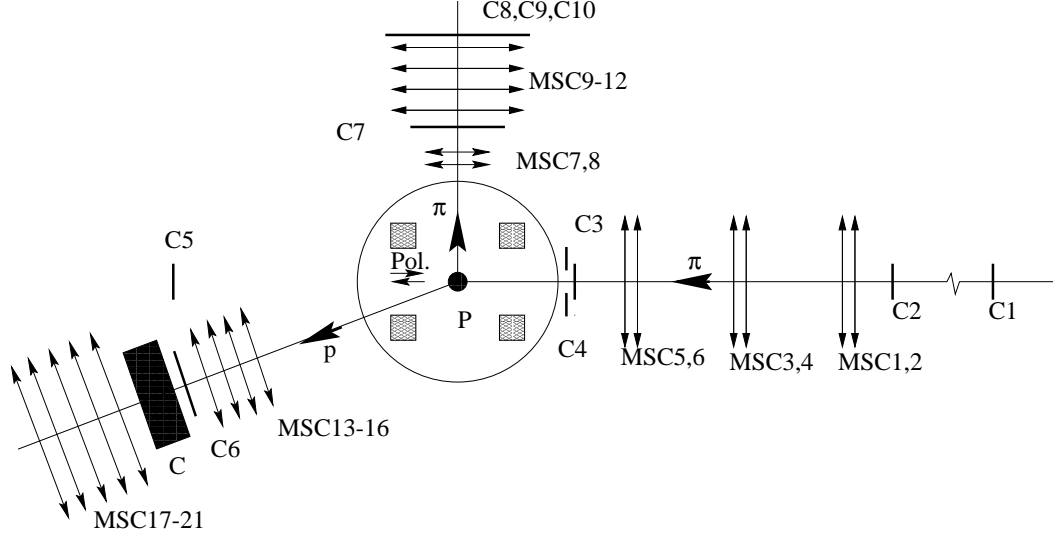 C8,C9,C10
MSC9-12
C7
MSC7,8
π
C3
C5
Pol.
π
P
C2
C1
p
C4
MSC5,6
MSC3,4
MSC1,2
MSC13-16
C6
C
MSC17-21